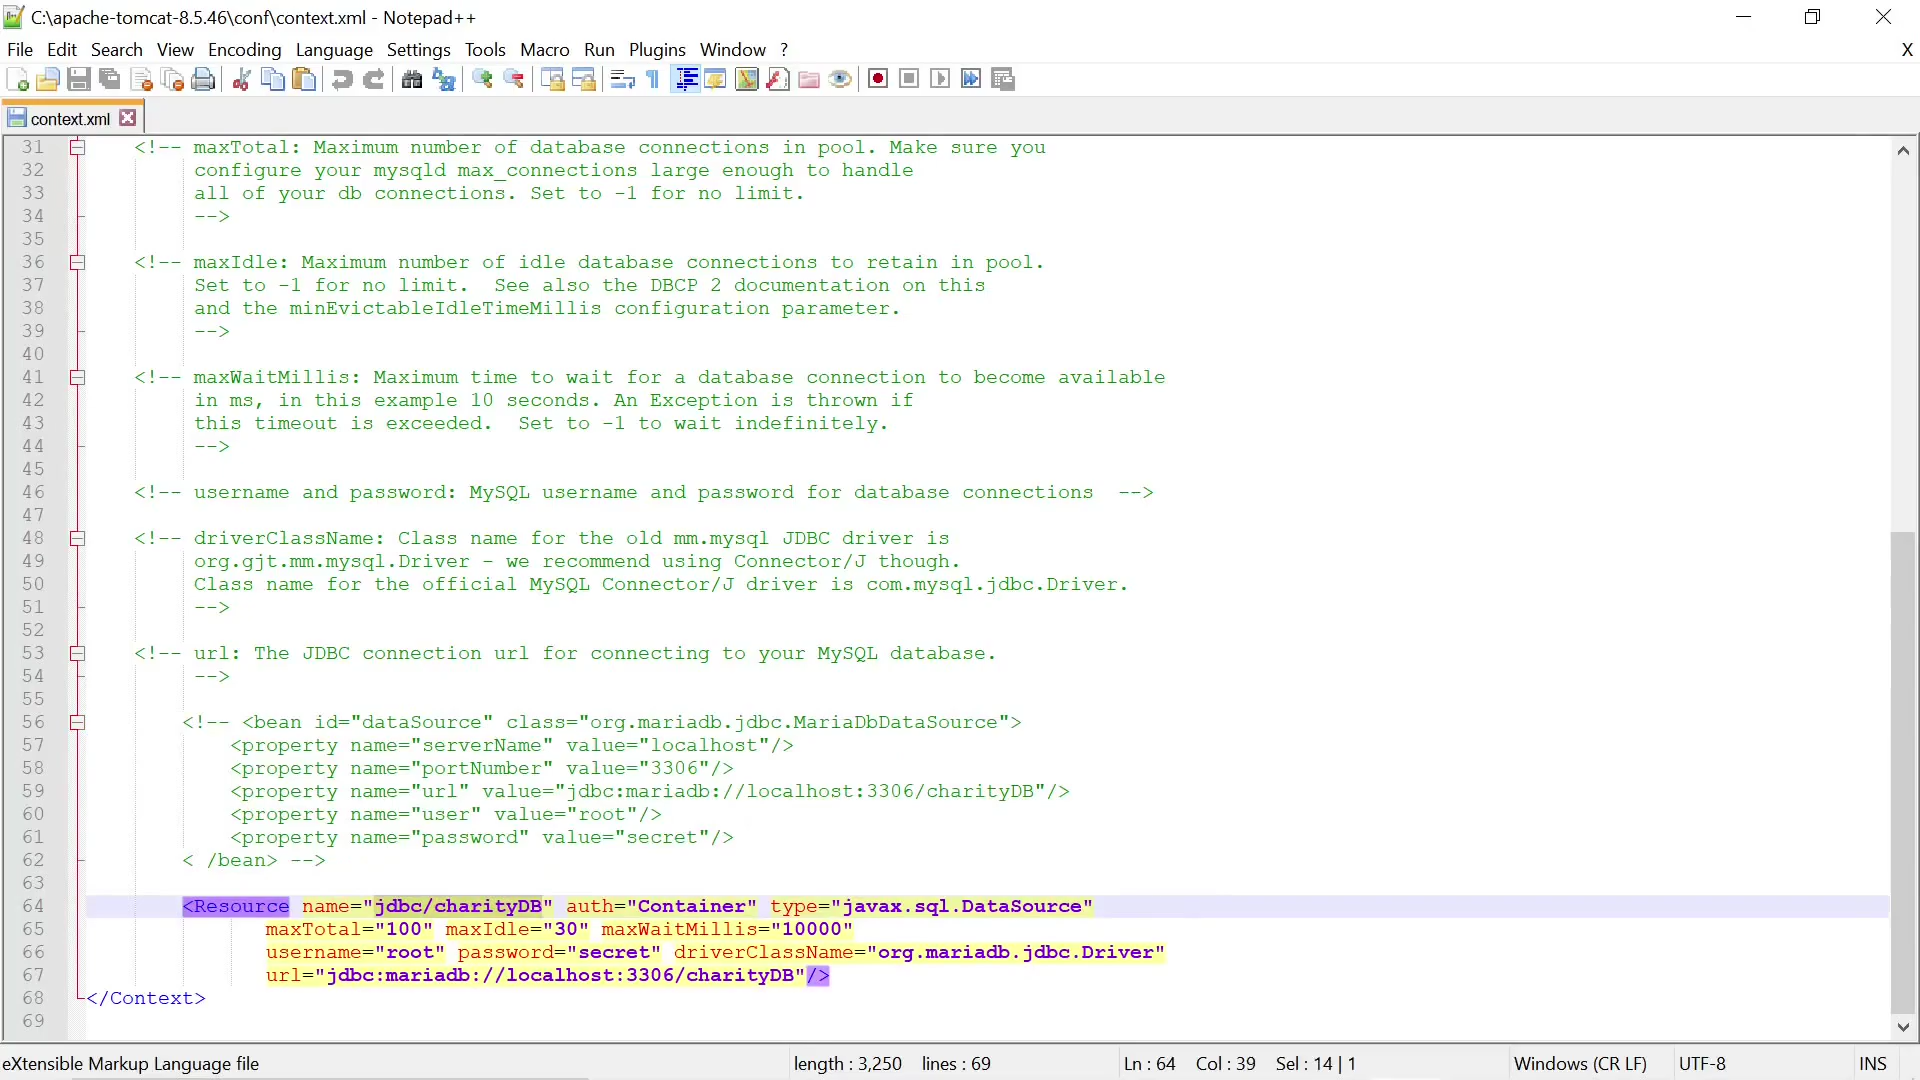 C:\apache-tomcat-8.5.46\conf\context.xml - Notepad++
File Edit Search View Encoding Language Settings Tools Macro Run Plugins Window ? X
context.xml
31 <!-- maxTotal: Maximum number of database connections in pool. Make sure you
32 configure your mysqld max_connections large enough to handle
33 all of your db connections. Set to -1 for no limit.
34 -->
35
36 <!-- maxIdle: Maximum number of idle database connections to retain in pool.
37 Set to -1 for no limit.  See also the DBCP 2 documentation on this
38 and the minEvictableIdleTimeMillis configuration parameter.
39 -->
40
41 <!-- maxWaitMillis: Maximum time to wait for a database connection to become available
42 in ms, in this example 10 seconds. An Exception is thrown if
43 this timeout is exceeded.  Set to -1 to wait indefinitely.
44 -->
45
46 <!-- username and password: MySQL username and password for database connections  -->
47
48 <!-- driverClassName: Class name for the old mm.mysql JDBC driver is
49 org.gjt.mm.mysql.Driver - we recommend using Connector/J though.
50 Class name for the official MySQL Connector/J driver is com.mysql.jdbc.Driver.
51 -->
52
53 <!-- url: The JDBC connection url for connecting to your MySQL database.
54 -->
55
56 <!-- <bean id="dataSource" class="org.mariadb.jdbc.MariaDbDataSource">
57 <property name="serverName" value="localhost"/>
58 <property name="portNumber" value="3306"/>
59 <property name="url" value="jdbc:mariadb://localhost:3306/charityDB"/>
60 <property name="user" value="root"/>
61 <property name="password" value="secret"/>
62 < /bean> -->
63
64 <Resource name="jdbc/charityDB" auth="Container" type="javax.sql.DataSource"
65 maxTotal="100" maxIdle="30" maxWaitMillis="10000"
66 username="root" password="secret" driverClassName="org.mariadb.jdbc.Driver"
67 url="jdbc:mariadb://localhost:3306/charityDB"/>
68 </Context>
69
eXtensible Markup Language file length : 3,250 lines : 69 Ln : 64 Col : 39 Sel : 14 | 1 Windows (CR LF) UTF-8 INS